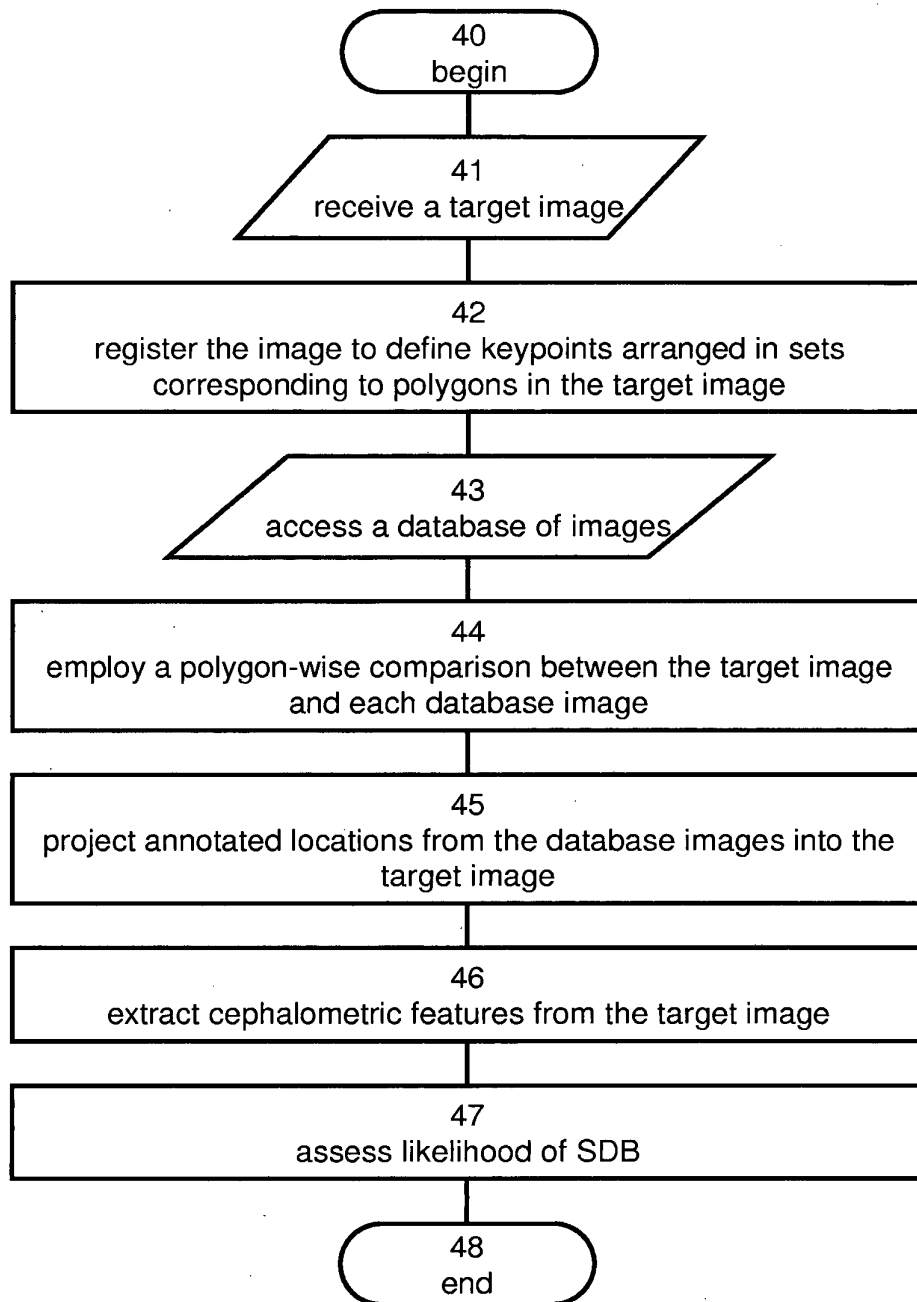 40
begin
41
receive a target image
42
register the image to define keypoints arranged in sets
corresponding to polygons in the target image
43
access a database of images
44
employ a polygon-wise comparison between the target image
and each database image
45
project annotated locations from the database images into the
target image
46
extract cephalometric features from the target image
47
assess likelihood of SDB
48
end